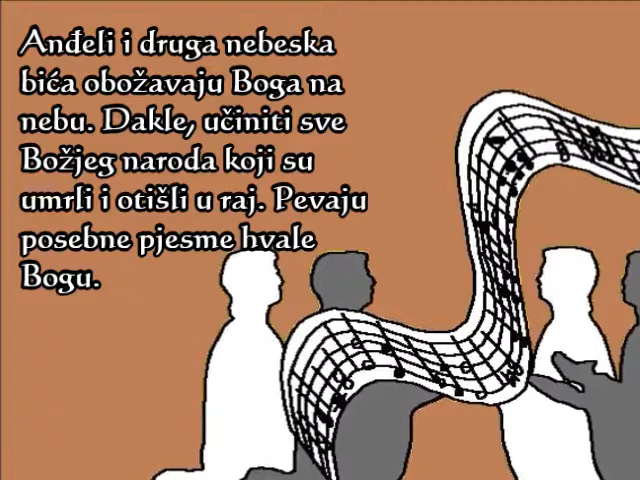 Anđeli i druga nebeska
bića obožavaju Boga na
nebu. Dakle, učiniti sve
Božjeg naroda koji su
umrli i otišli u raj. Pevaju
posebne pjesme hvale
Bogu.